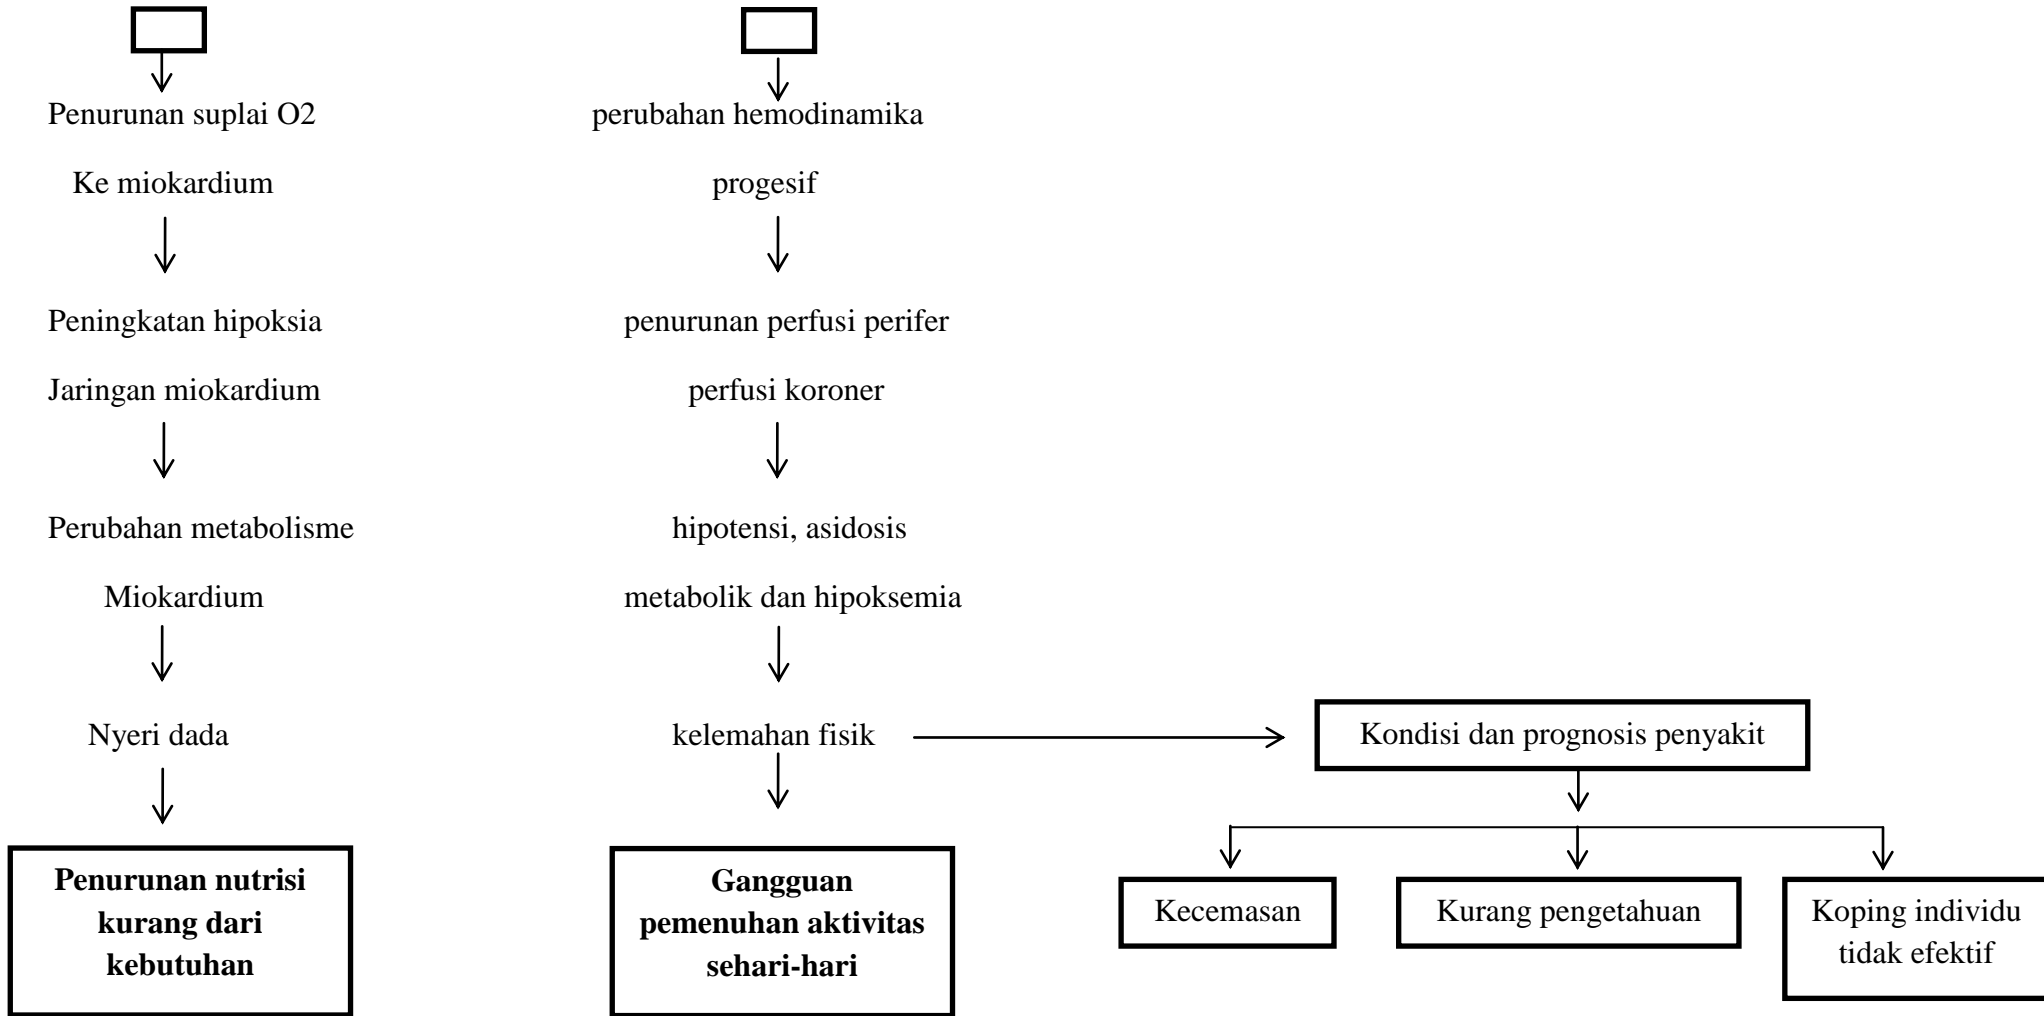 Penurunan suplai O2
Ke miokardium
Peningkatan hipoksia
Jaringan miokardium
Perubahan metabolisme
Miokardium
Nyeri dada
Penurunan nutrisi
kurang dari
kebutuhan
perubahan hemodinamika
progesif
penurunan perfusi perifer
perfusi koroner
hipotensi, asidosis
metabolik dan hipoksemia
kelemahan fisik
Gangguan
pemenuhan aktivitas
sehari-hari
Kondisi dan prognosis penyakit
Kecemasan
Kurang pengetahuan
Koping individu
tidak efektif